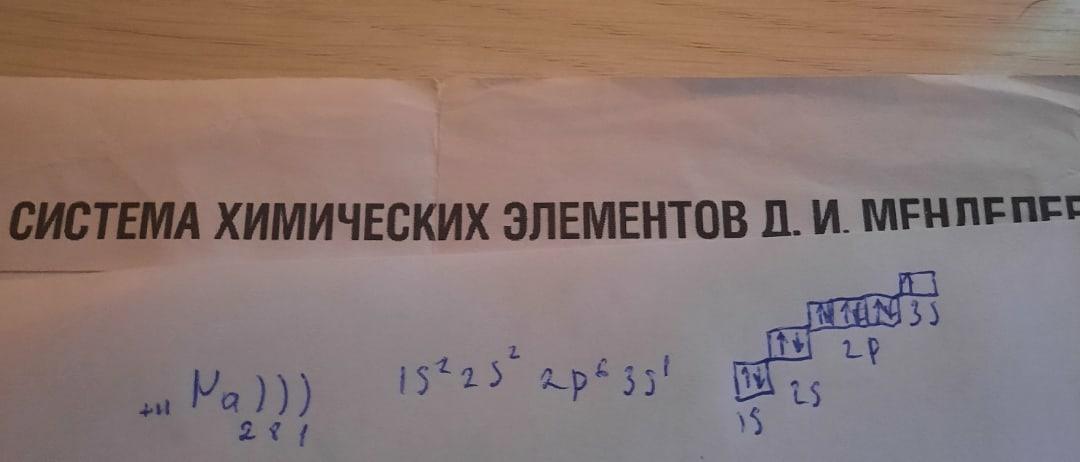 СИСТЕМА ХИМИЧЕСКИХ ЭЛЕМЕНТОВ Д. И.
+11 Na ) ) ) 1s² 2s² 2p⁶ 3s¹
2 8 1
↑ 3s
↑↓ ↑↓ ↑↓ 2p
↑↓ 2s
↑↓ 1s